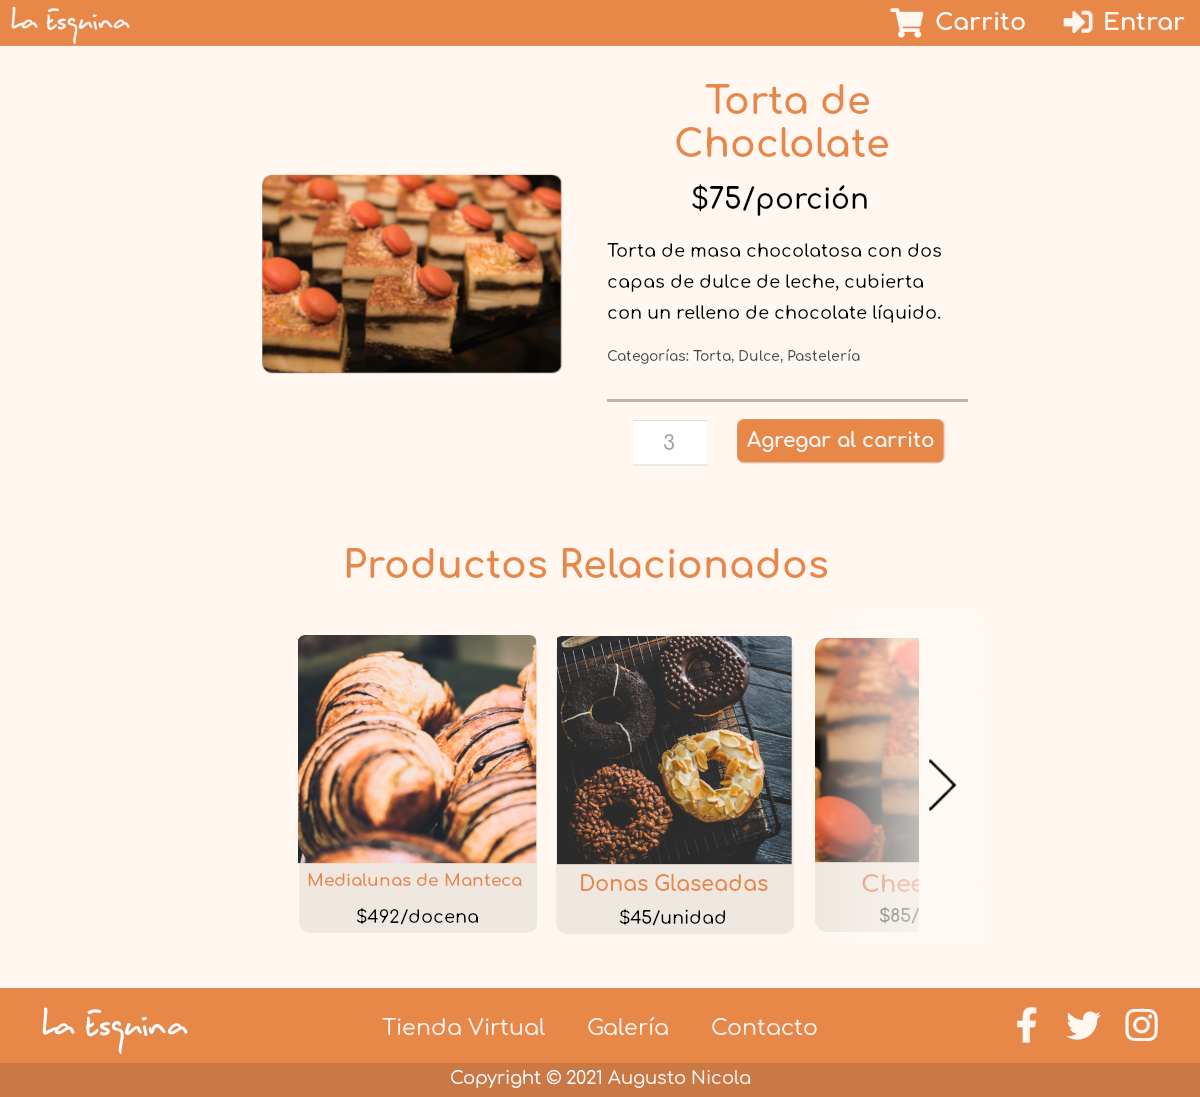 La Esquina
Carrito
Entrar
Torta de
Choclolate
$75/porción
Torta de masa chocolatosa con dos
capas de dulce de leche, cubierta
con un relleno de chocolate líquido.
Categorías: Torta, Dulce, Pastelería
3
Agregar al carrito
Productos Relacionados
Medialunas de Manteca
$492/docena
Donas Glaseadas
$45/unidad
Chee
$85/
La Esquina
Tienda Virtual
Galería
Contacto
Copyright © 2021 Augusto Nicola